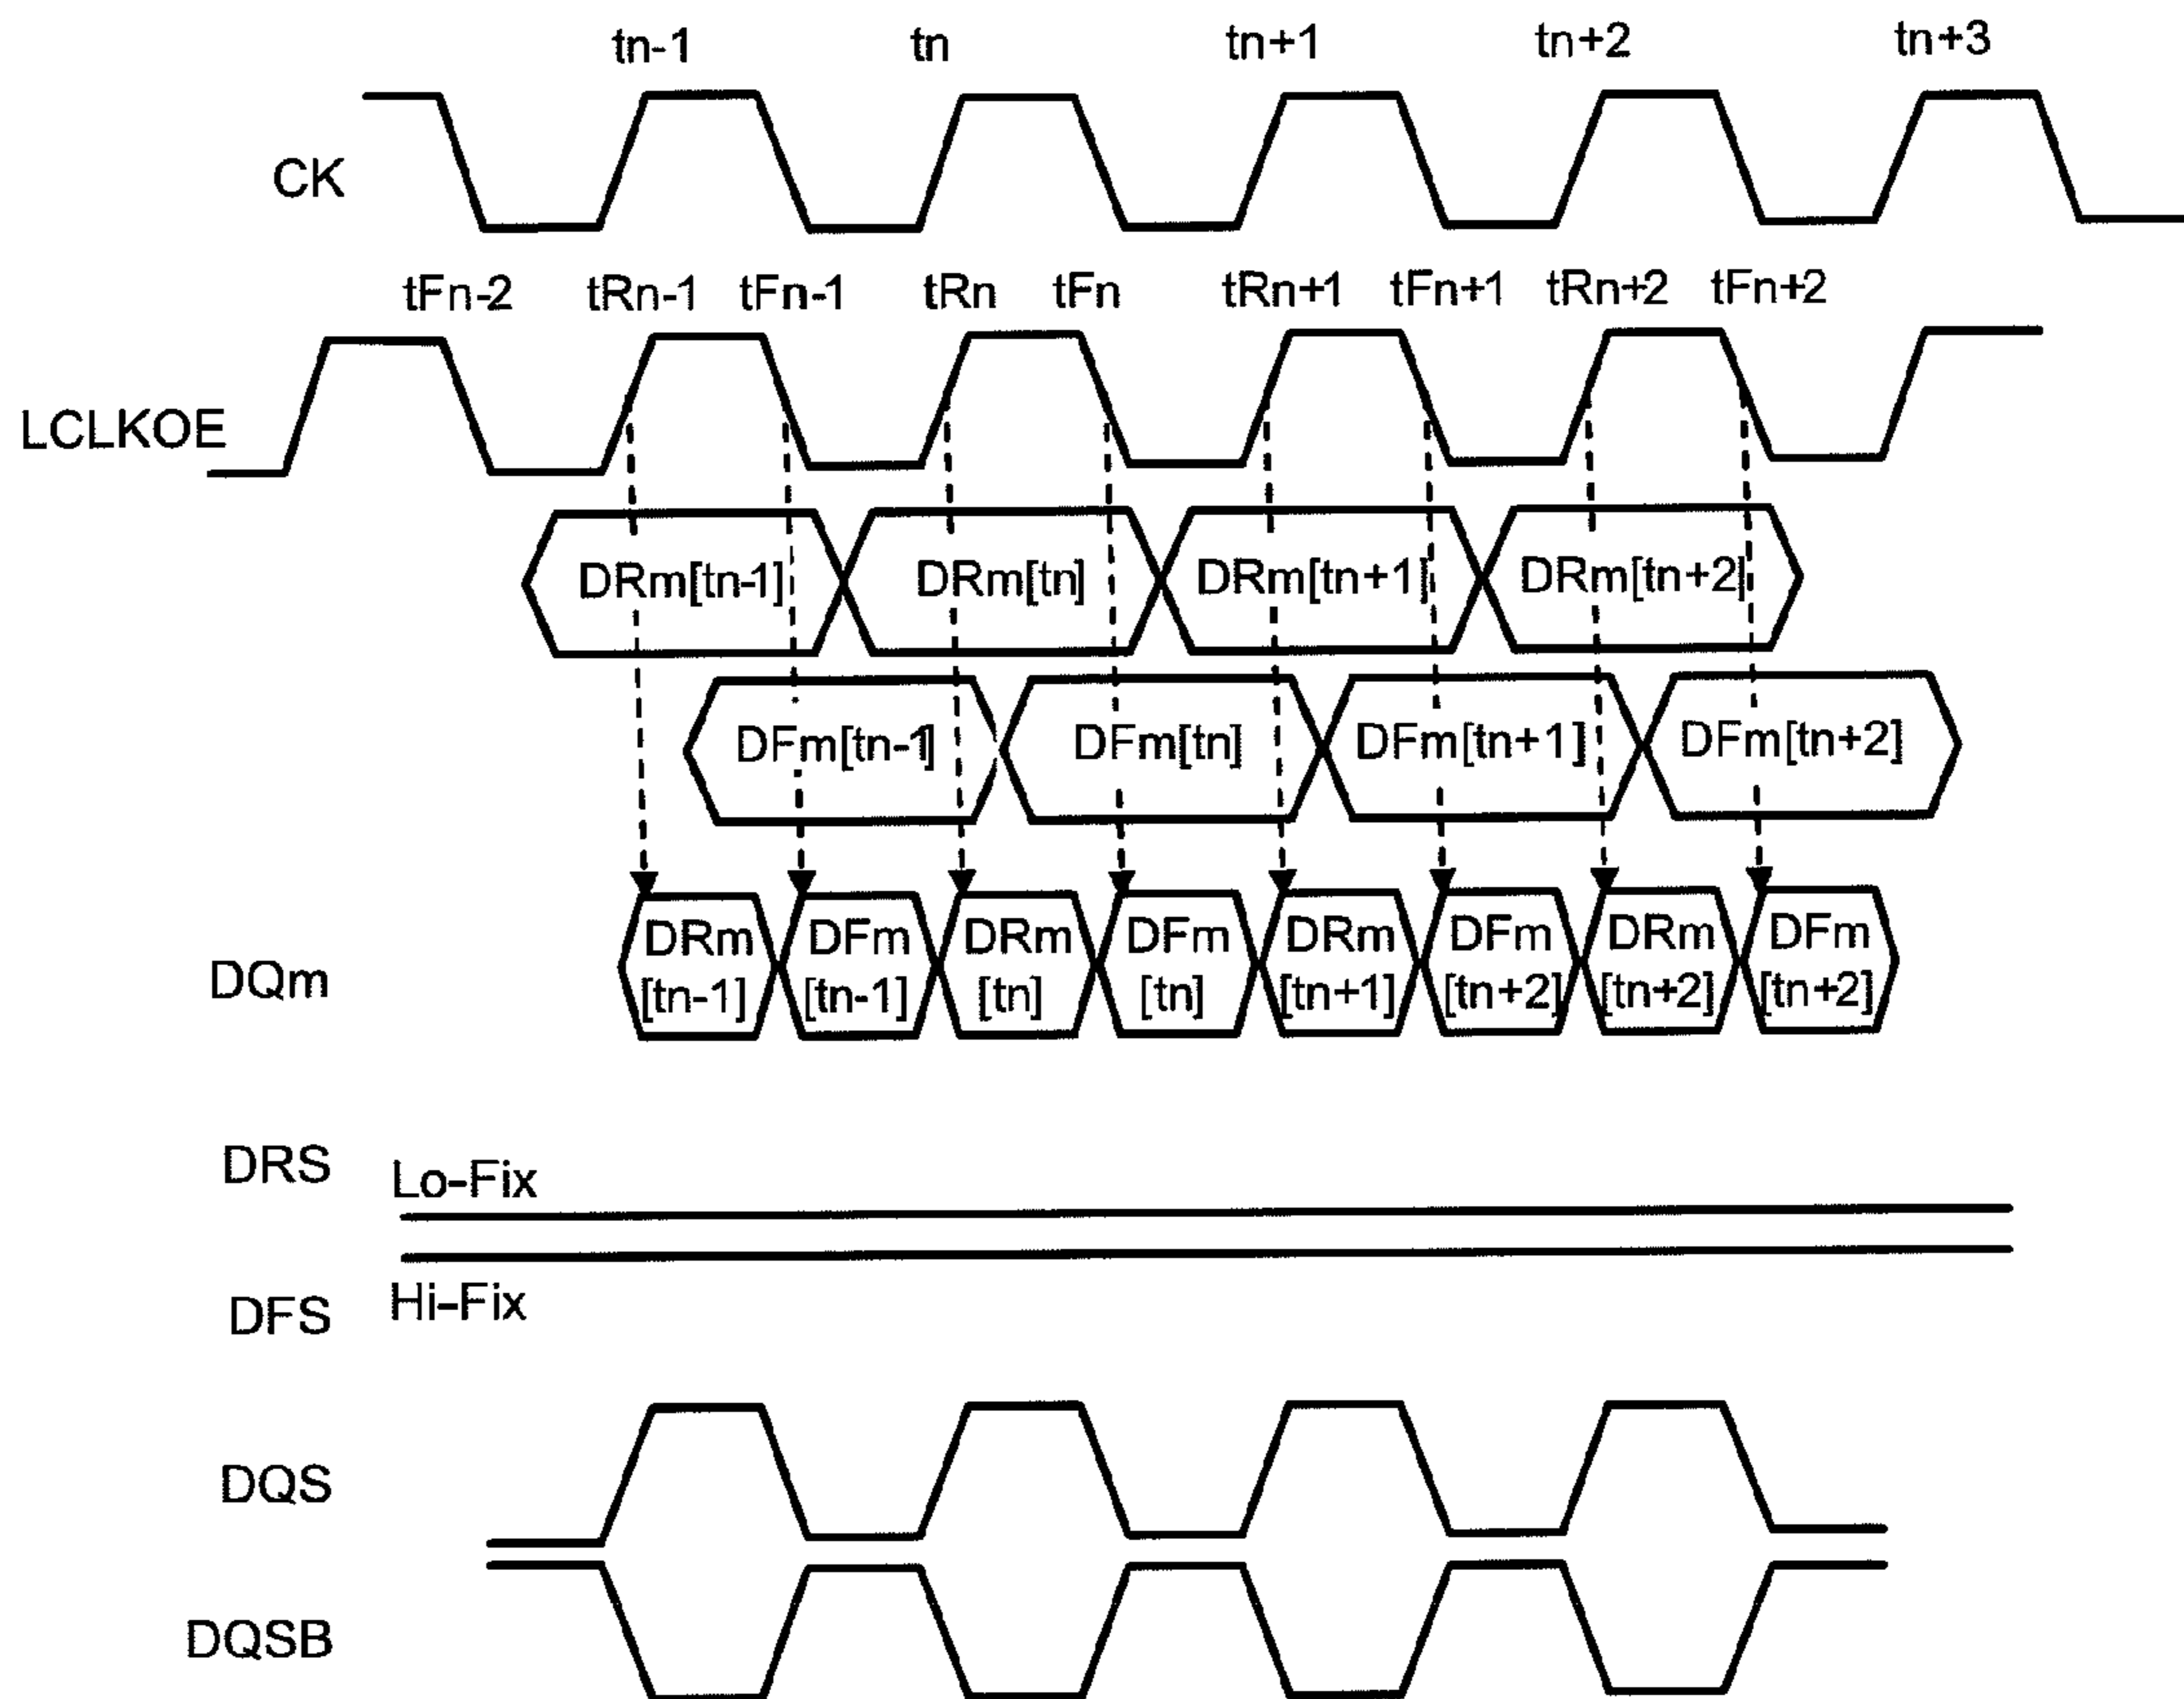 tn-1 tn tn+1 tn+2 tn+3
CK
tFn-2 tRn-1 tFn-1 tRn tFn tRn+1 tFn+1 tRn+2 tFn+2
LCLKOE
DRm[tn-1] DRm[tn] DRm[tn+1] DRm[tn+2]
DFm[tn-1] DFm[tn] DFm[tn+1] DFm[tn+2]
DQm
DRm DFm DRm DFm DRm DFm DRm DFm
[tn-1] [tn-1] [tn] [tn] [tn+1] [tn+2] [tn+2] [tn+2]
DRS Lo-Fix
DFS Hi-Fix
DQS
DQSB